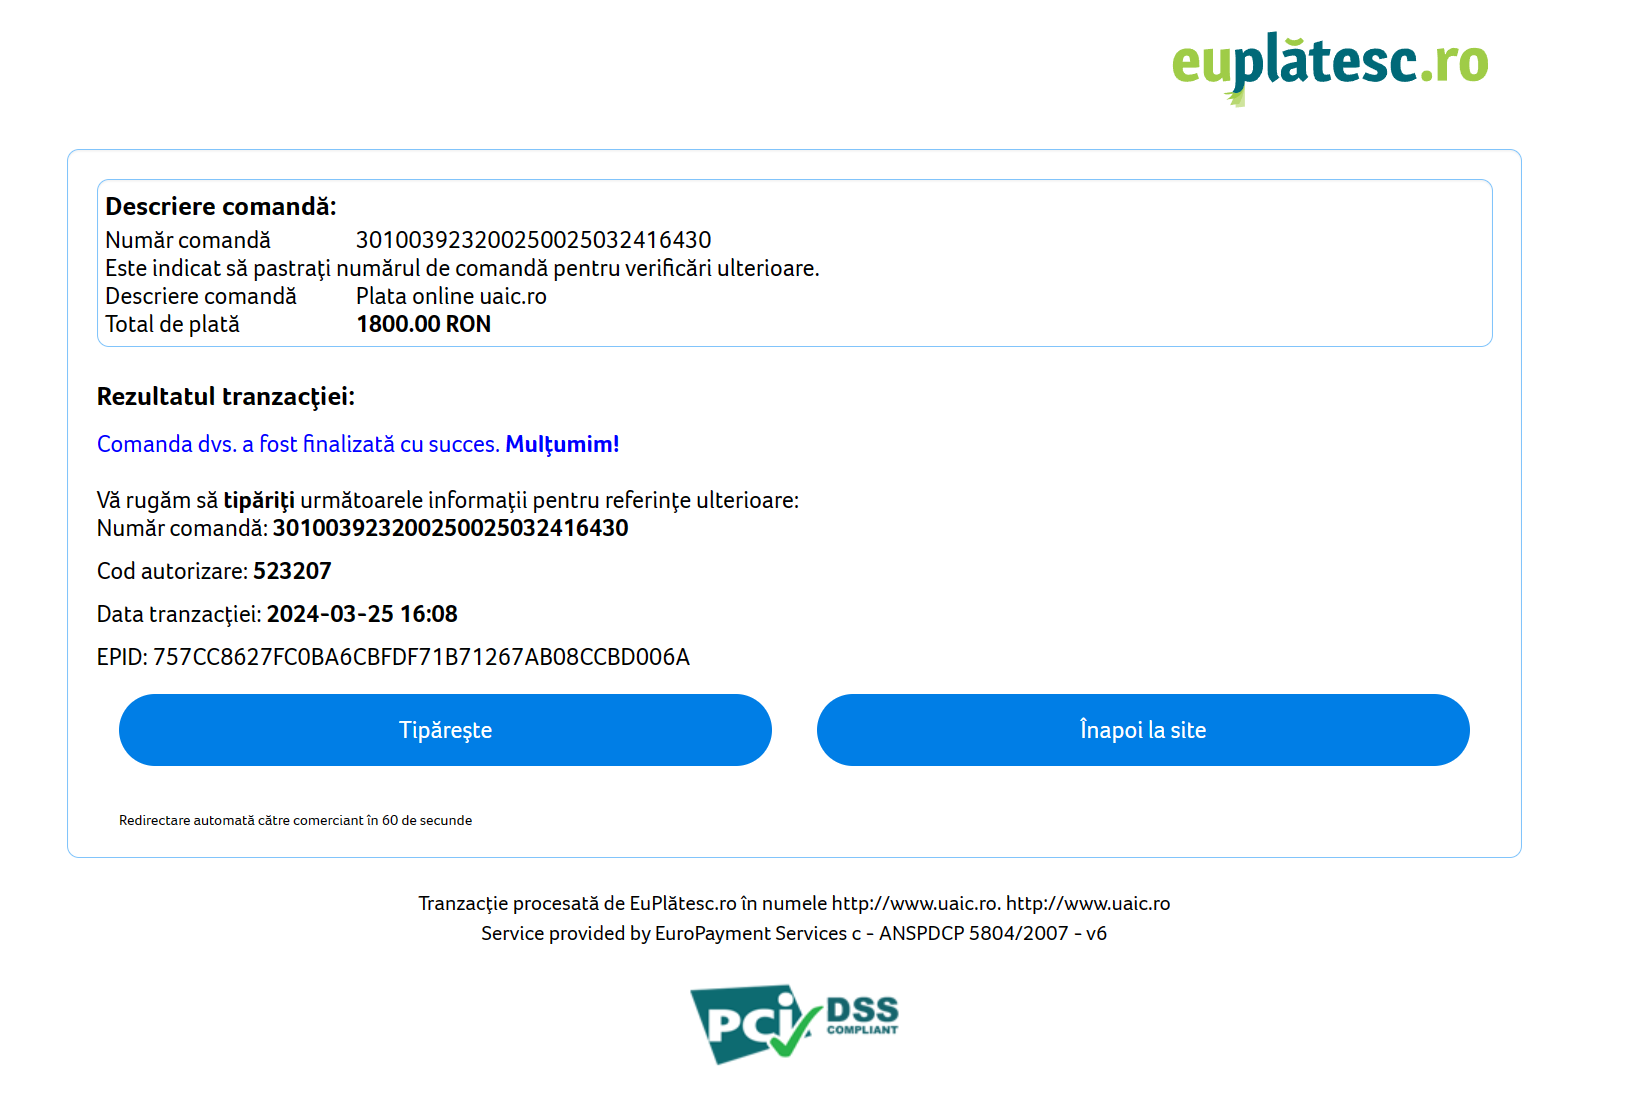 euplătesc.ro
Descriere comandă:
Număr comandă 301003923200250025032416430
Este indicat să pastraţi numărul de comandă pentru verificări ulterioare.
Descriere comandă Plata online uaic.ro
Total de plată 1800.00 RON
Rezultatul tranzacţiei:
Comanda dvs. a fost finalizată cu succes. Mulţumim!
Vă rugăm să tipăriţi următoarele informaţii pentru referinţe ulterioare:
Număr comandă: 301003923200250025032416430
Cod autorizare: 523207
Data tranzacţiei: 2024-03-25 16:08
EPID: 757CC8627FC0BA6CBFDF71B71267AB08CCBD006A
Tipăreşte
Înapoi la site
Redirectare automată către comerciant în 60 de secunde
Tranzacţie procesată de EuPlătesc.ro în numele http://www.uaic.ro. http://www.uaic.ro
Service provided by EuroPayment Services c - ANSPDCP 5804/2007 - v6
PCi DSS
COMPLIANT